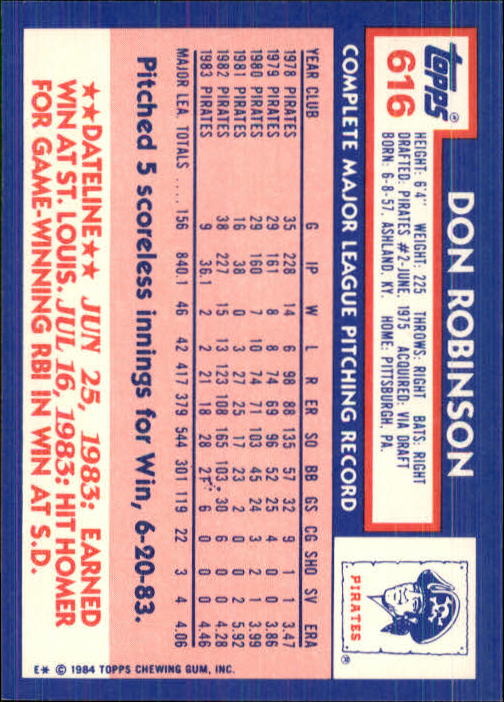 topps®
616
DON ROBINSON
HEIGHT: 6'4" WEIGHT: 225 THROWS: RIGHT BATS: RIGHT
DRAFTED: PIRATES #2-JUNE, 1975 ACQUIRED: VIA DRAFT
BORN: 6-8-57, ASHLAND, KY. HOME: PITTSBURGH, PA.
PIRATES ®
COMPLETE MAJOR LEAGUE PITCHING RECORD
YEAR CLUB G IP W L R ER SO BB GS CG SHO SV ERA
1978 PIRATES 35 228 14 6 98 88 135 57 32 9 1 1 3.47
1979 PIRATES 29 161 8 8 74 69 96 52 25 4 0 0 3.86
1980 PIRATES 29 160 7 10 74 71 103 45 24 3 2 1 3.99
1981 PIRATES 16 38 0 3 27 25 17 23 2 0 0 2 5.92
1982 PIRATES 38 227 15 13 123 108 165 103 30 6 0 0 4.28
1983 PIRATES 9 36.1 2 2 21 18 28 21 6 0 0 0 4.46
MAJOR LEA. TOTALS ..... 156 840.1 46 42 417 379 544 301 119 22 3 4 4.06
Pitched 5 scoreless innings for Win, 6-20-83.
★★DATELINE★★ JUN 25, 1983: EARNED
WIN AT ST. LOUIS. JUL 16, 1983: HIT HOMER
FOR GAME-WINNING RBI IN WIN AT S.D.
E* © 1984 TOPPS CHEWING GUM, INC.